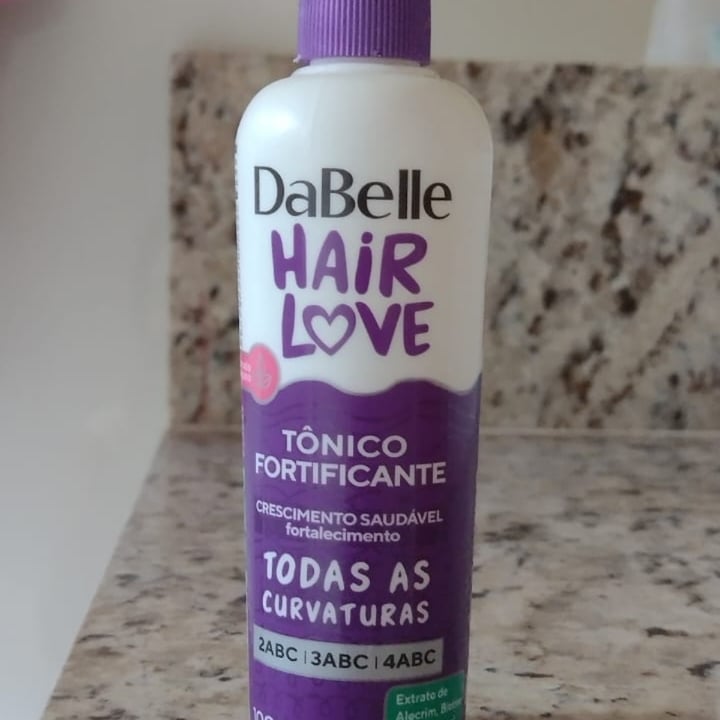 DaBelle
HAiR
LOVE
TÔNICO
FORTIFICANTE
CRESCIMENTO SAUDÁVEL
fortalecimento
TODAS AS
CURVATURAS
2ABC | 3ABC | 4ABC
Extrato de
Alecrim,